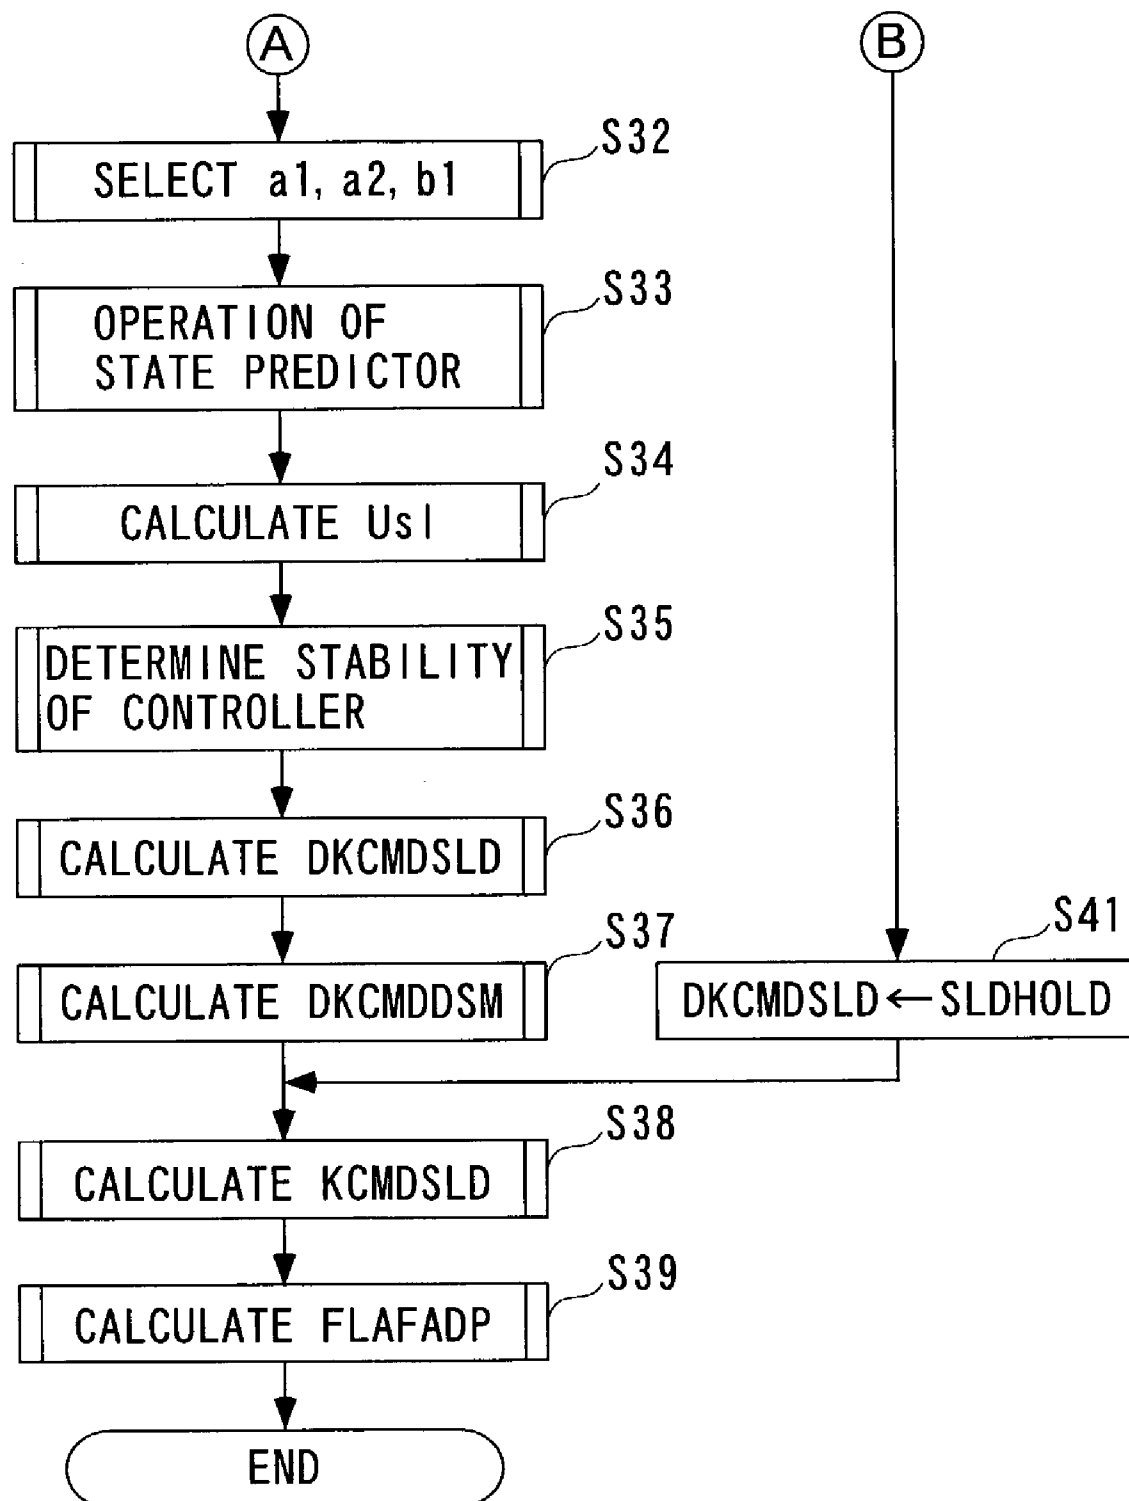 A
B
S32
SELECT a1, a2, b1
S33
OPERATION OF
STATE PREDICTOR
S34
CALCULATE Usl
S35
DETERMINE STABILITY
OF CONTROLLER
S36
CALCULATE DKCMDSLD
S37
CALCULATE DKCMDDSM
S41
DKCMDSLD←SLDHOLD
S38
CALCULATE KCMDSLD
S39
CALCULATE FLAFADP
END